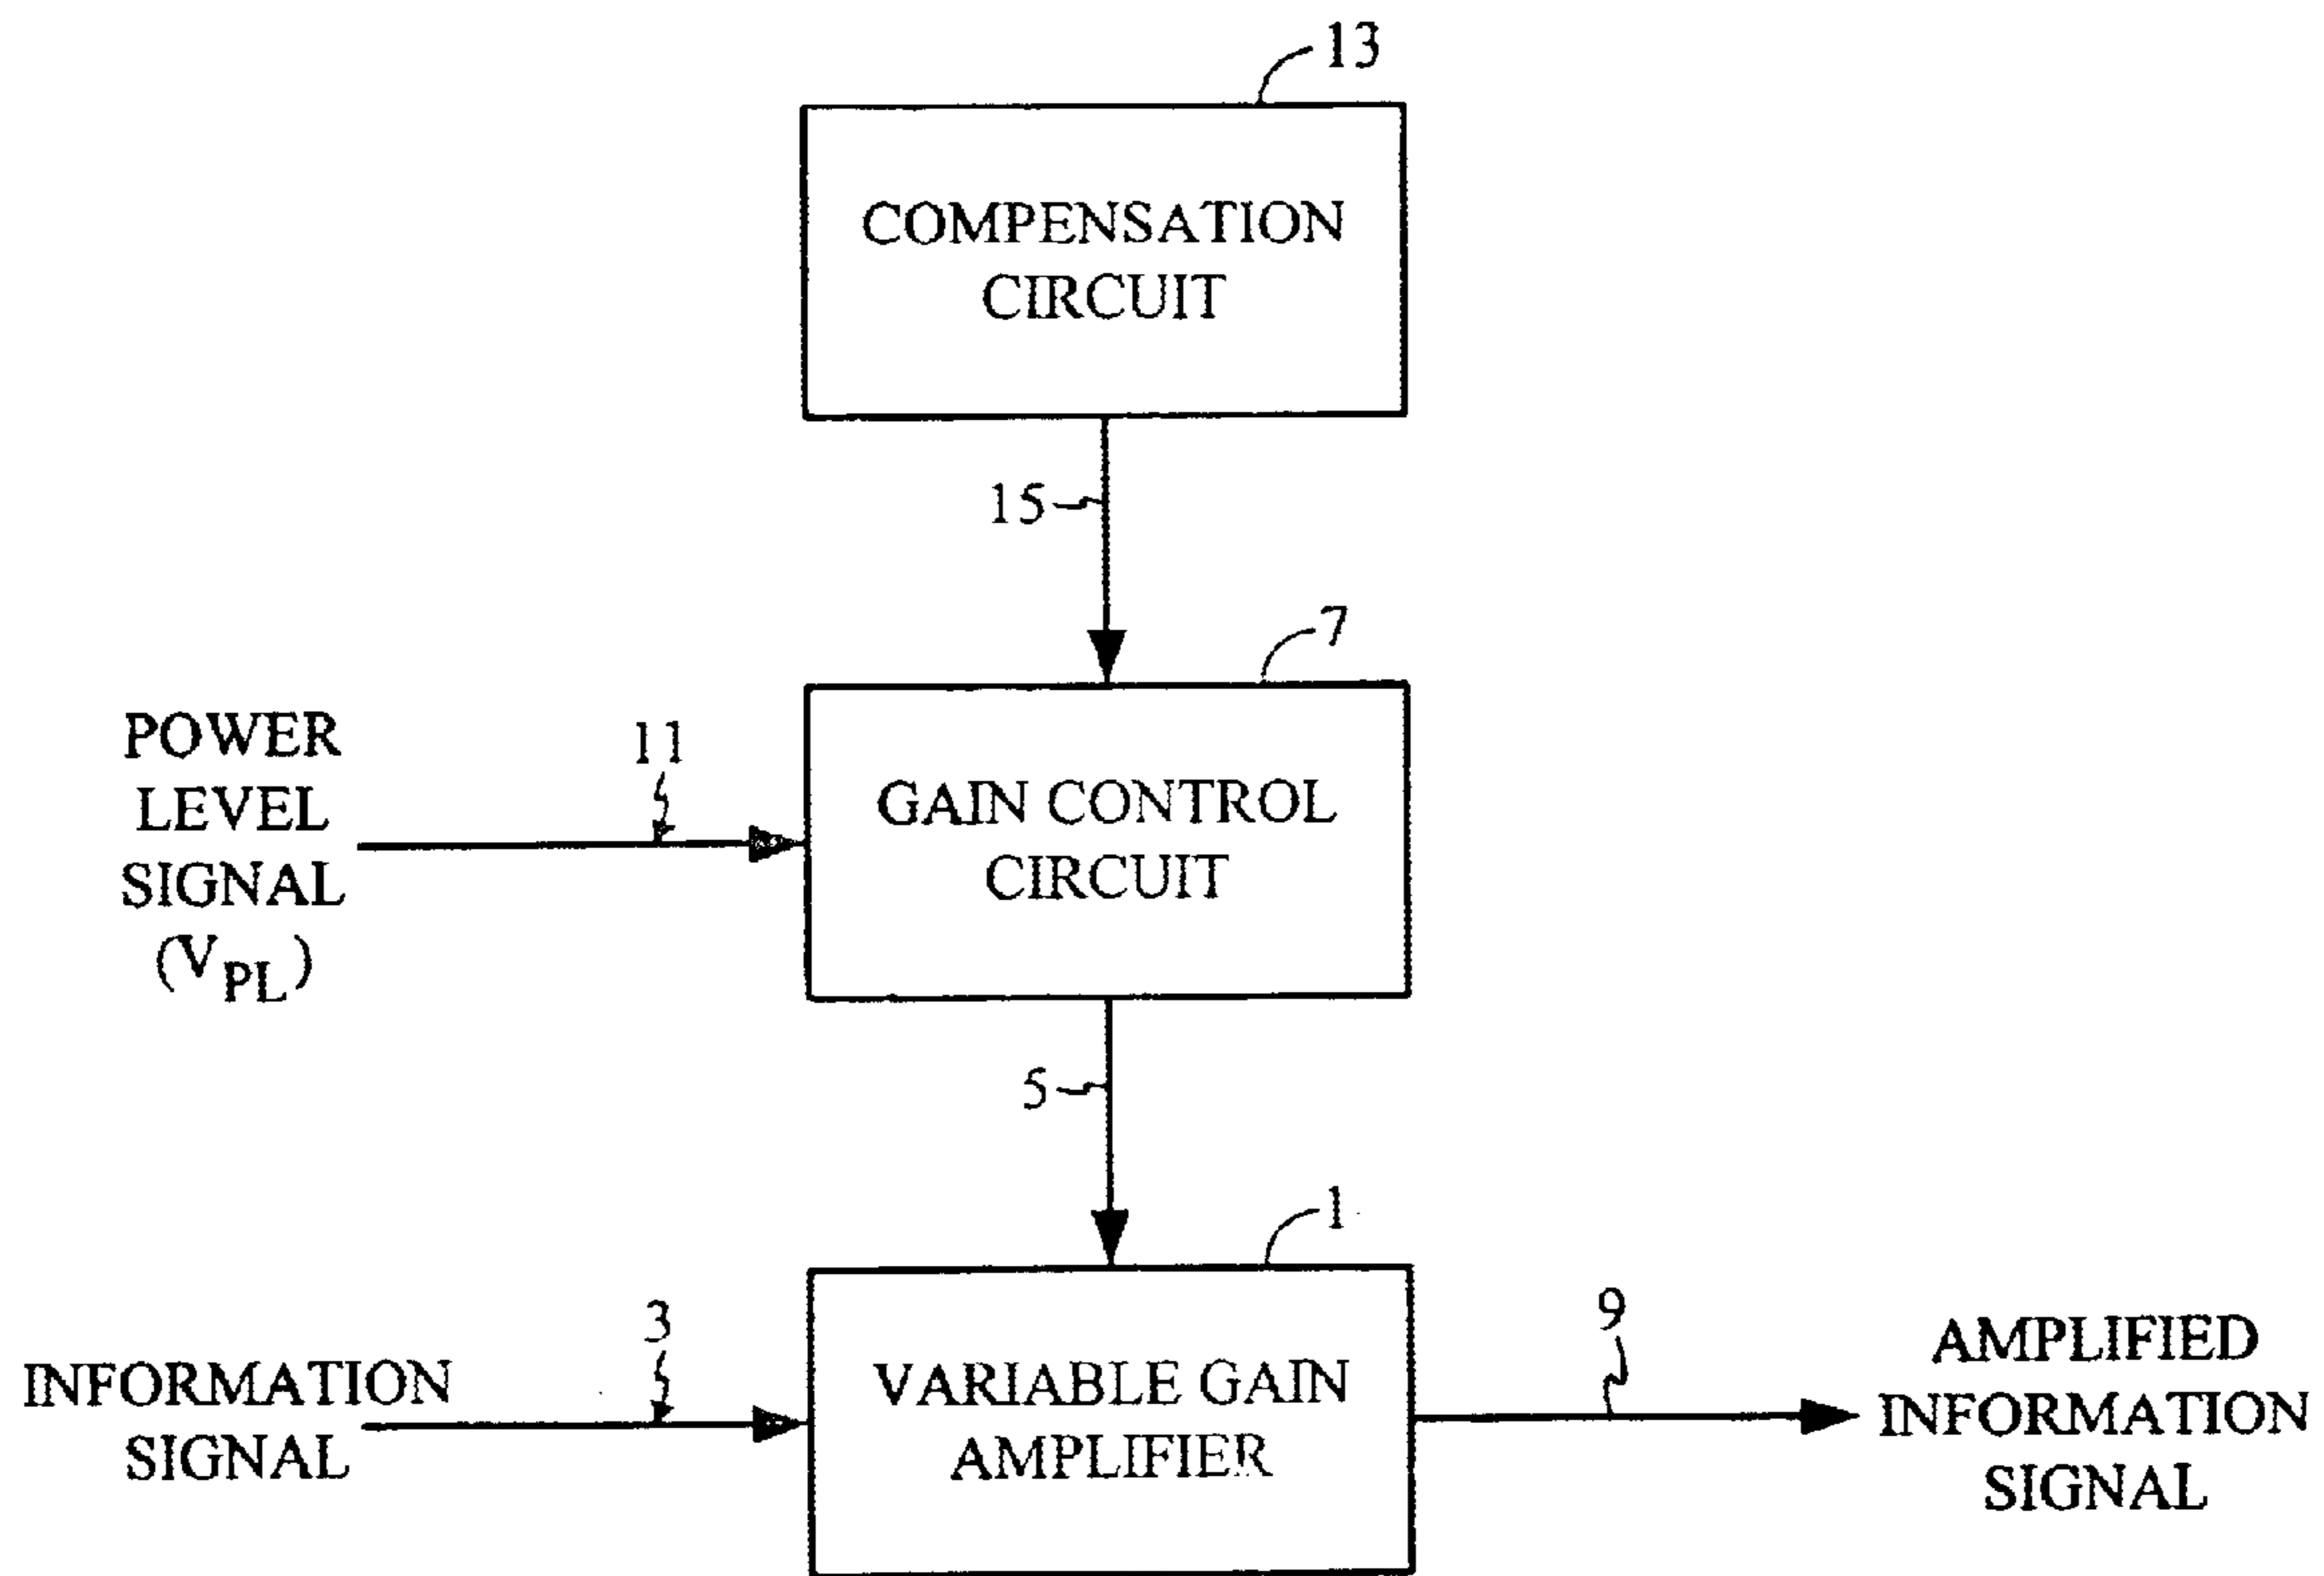 13
COMPENSATION
CIRCUIT
15
7
POWER
LEVEL
SIGNAL
(VPL)
11
GAIN CONTROL
CIRCUIT
5
1
INFORMATION
SIGNAL
3
VARIABLE GAIN
AMPLIFIER
9
AMPLIFIED
INFORMATION
SIGNAL